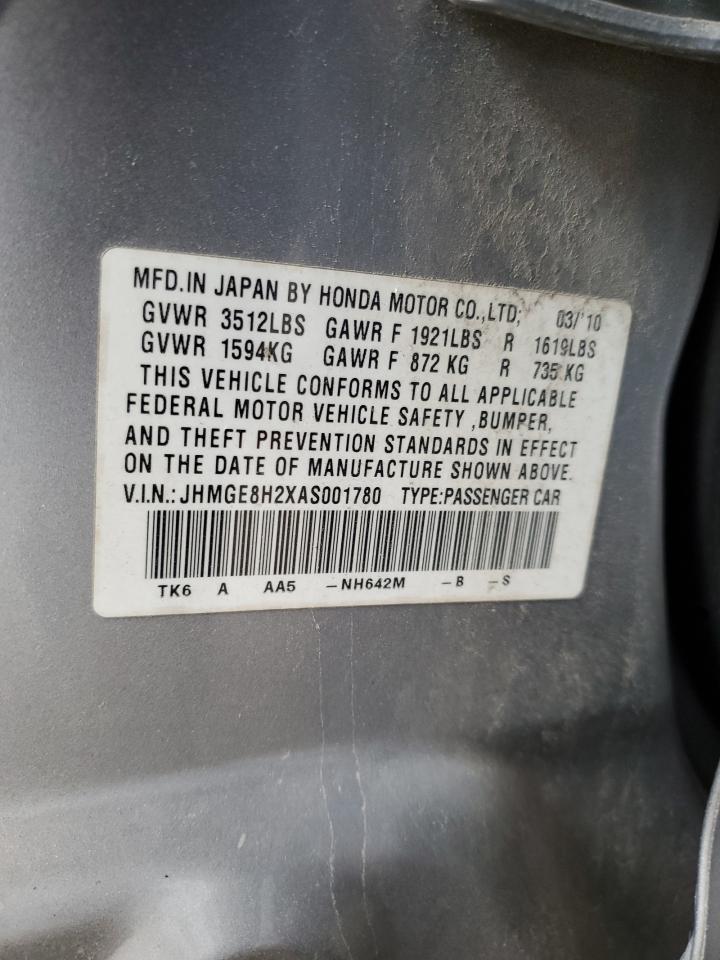 MFD.IN JAPAN BY HONDA MOTOR CO.,LTD; 03/'10
GVWR 3512LBS GAWR F 1921LBS R 1619LBS
GVWR 1594KG GAWR F 872 KG R 735 KG
THIS VEHICLE CONFORMS TO ALL APPLICABLE
FEDERAL MOTOR VEHICLE SAFETY ,BUMPER,
AND THEFT PREVENTION STANDARDS IN EFFECT
ON THE DATE OF MANUFACTURE SHOWN ABOVE.
V.I.N.: JHMGE8H2XAS001780 TYPE:PASSENGER CAR
TK6 A AA5 –NH642M –B –S